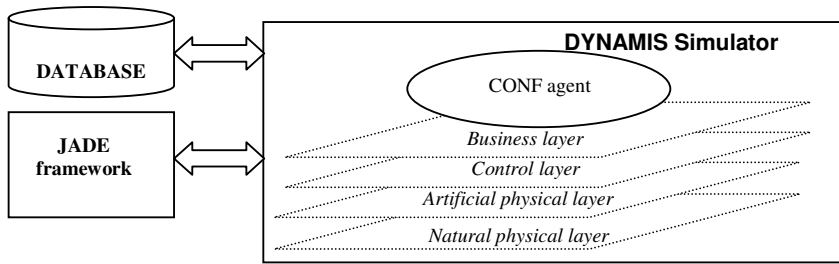 DATABASE
JADE
framework
DYNAMIS Simulator
CONF agent
Business layer
Control layer
Artificial physical layer
Natural physical layer